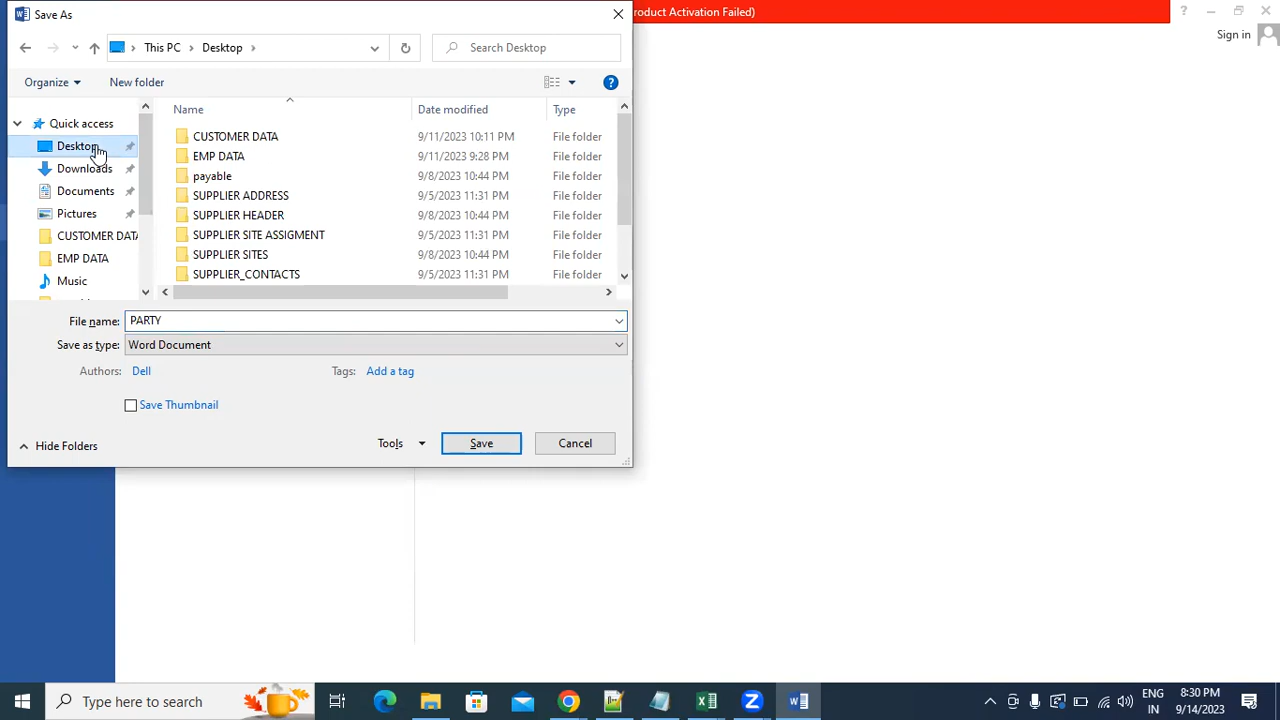 Save As
roduct Activation Failed)
?
Sign in
This PC > Desktop >
Search Desktop
Organize
New folder
?
Name
Date modified
Type
Quick access
Desktop
Downloads
Documents
Pictures
CUSTOMER DATA
EMP DATA
Music
CUSTOMER DATA 9/11/2023 10:11 PM File folder
EMP DATA 9/11/2023 9:28 PM File folder
payable 9/8/2023 10:44 PM File folder
SUPPLIER ADDRESS 9/5/2023 11:31 PM File folder
SUPPLIER HEADER 9/8/2023 10:44 PM File folder
SUPPLIER SITE ASSIGMENT 9/5/2023 11:31 PM File folder
SUPPLIER SITES 9/8/2023 10:44 PM File folder
SUPPLIER_CONTACTS 9/5/2023 11:31 PM File folder
File name: PARTY
Save as type: Word Document
Authors: Dell
Tags: Add a tag
Save Thumbnail
Hide Folders
Tools
Save
Cancel
Type here to search
ENG
IN
8:30 PM
9/14/2023